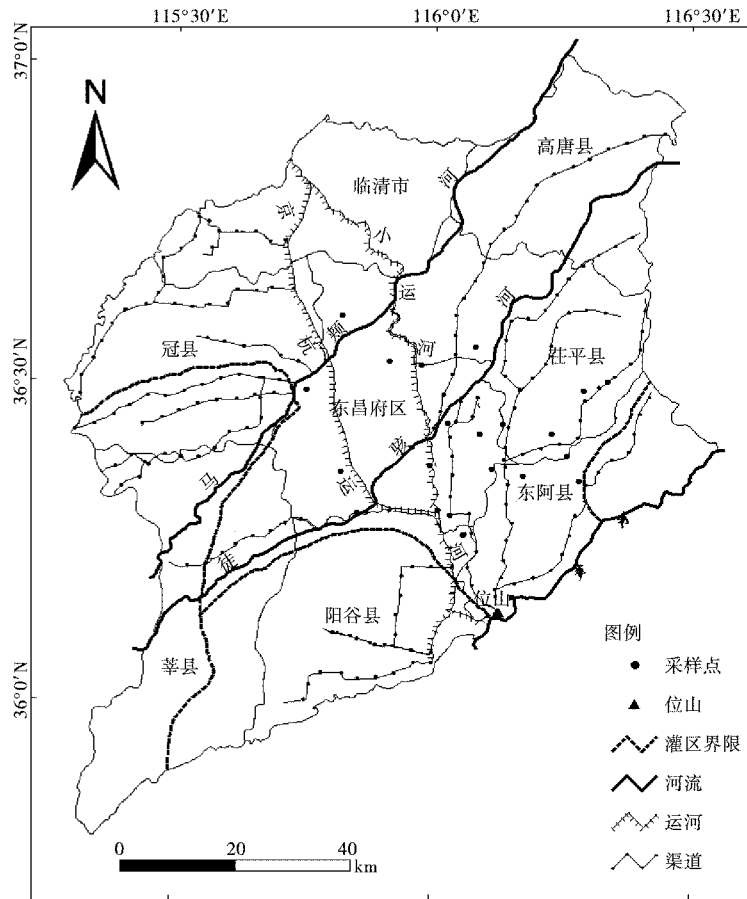 115°30′E
116°0′E
116°30′E
37°0′N
36°30′N
36°0′N
N
高唐县
临清市
京
小
河
运
河
杭
颊
冠县
河
茌平县
东昌府区
骇
马
运
东阿县
徒
河
位山
阳谷县
莘县
图例
采样点
位山
灌区界限
河流
运河
渠道
0
20
40
km